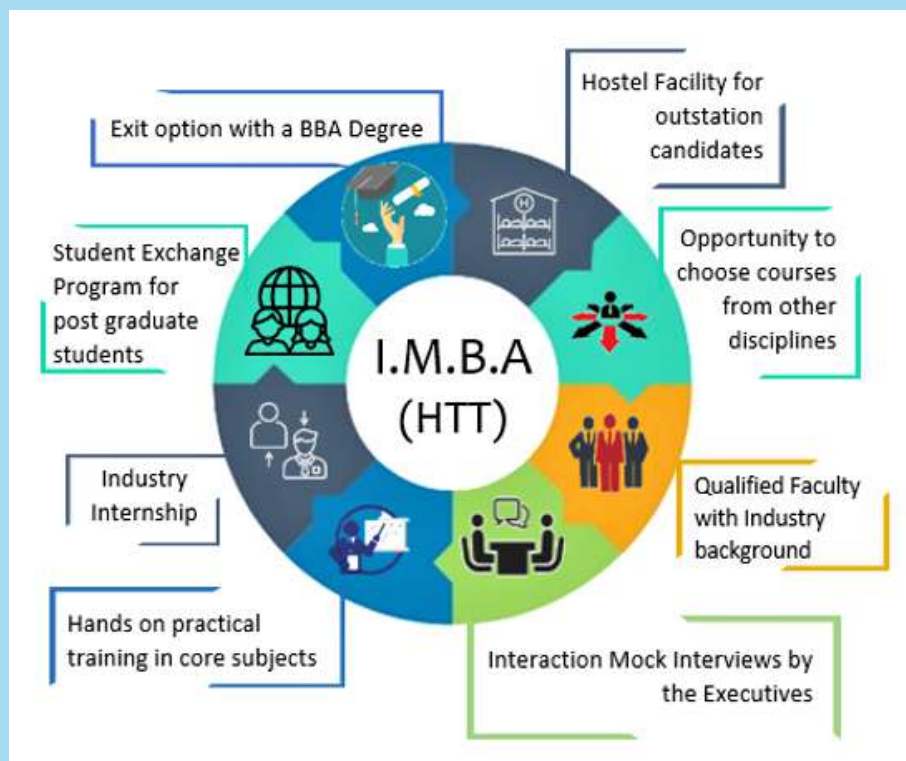 Exit option with a BBA Degree
Hostel Facility for
outstation
candidates
Student Exchange
Program for
post graduate
students
Opportunity to
choose courses
from other
disciplines
I.M.B.A
(HTT)
H
Industry
Internship
Qualified Faculty
with Industry
background
Hands on practical
training in core subjects
Interaction Mock Interviews by
the Executives